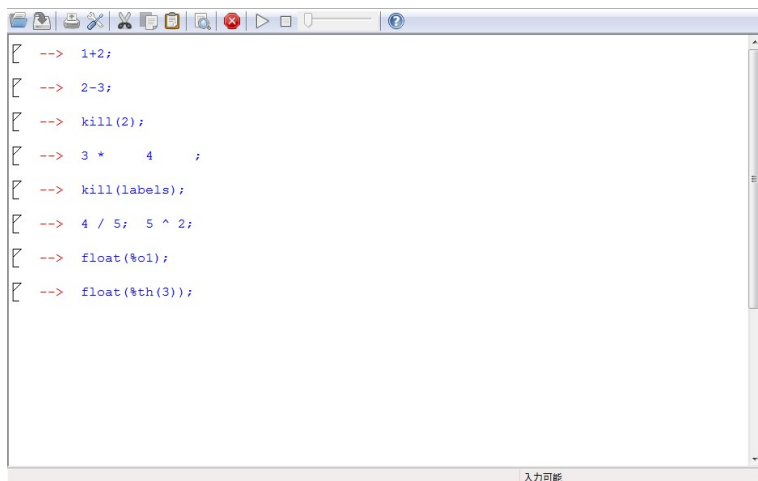 --> 1+2;
--> 2-3;
--> kill(2);
--> 3 *     4     ;
--> kill(labels);
--> 4 / 5;  5 ^ 2;
--> float(%o1);
--> float(%th(3));
入力可能